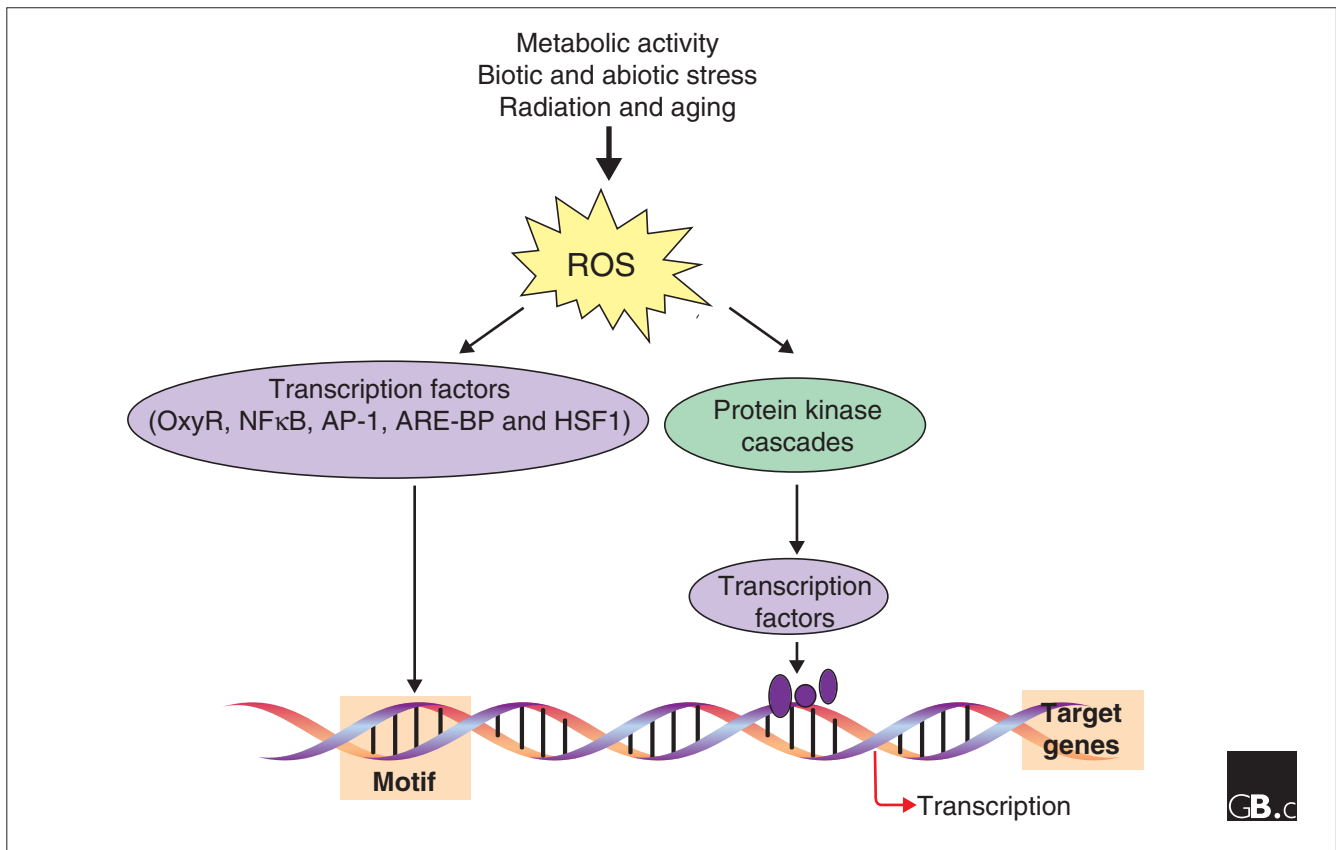 Metabolic activity
Biotic and abiotic stress
Radiation and aging
ROS
Transcription factors
(OxyR, NFκB, AP-1, ARE-BP and HSF1)
Protein kinase
cascades
Transcription
factors
Target
genes
Motif
Transcription
GB.c